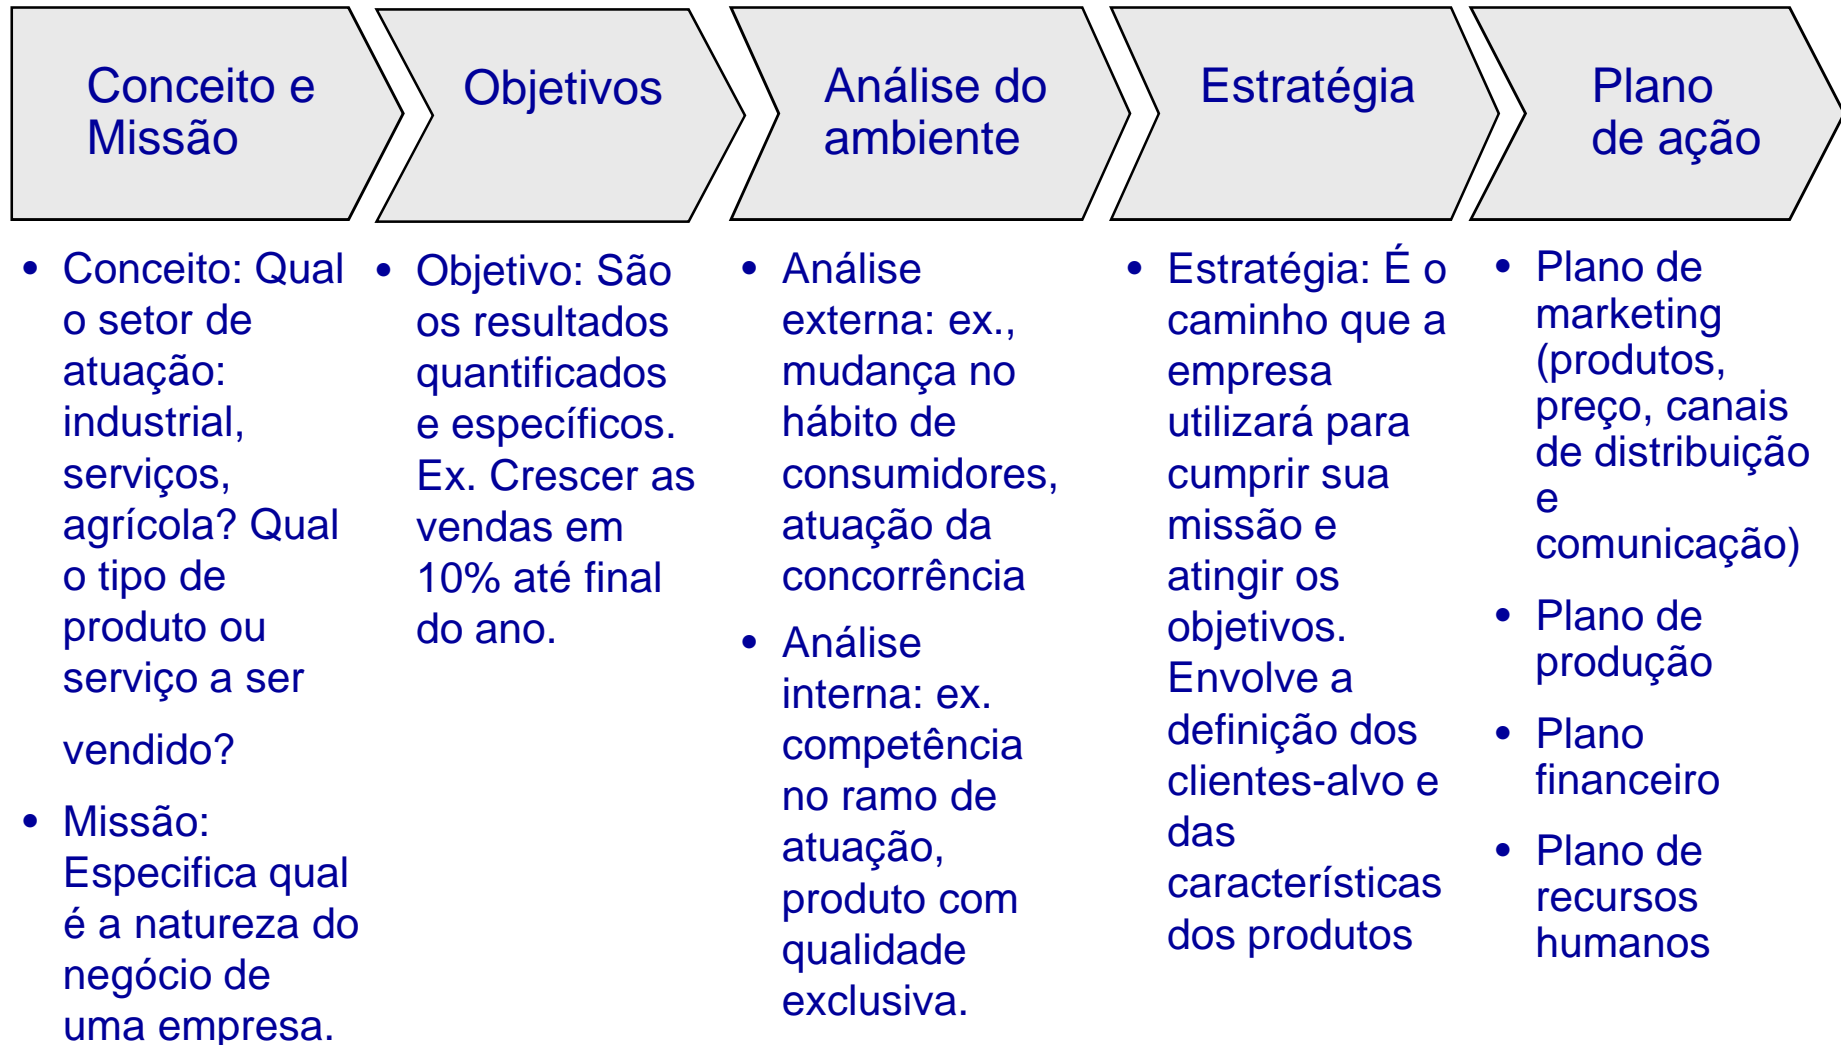 Conceito e
Missão
Objetivos
Análise do
ambiente
Estratégia
Plano
de ação
• Conceito: Qual
o setor de
atuação:
industrial,
serviços,
agrícola? Qual
o tipo de
produto ou
serviço a ser
vendido?
• Missão:
Especifica qual
é a natureza do
negócio de
uma empresa.
• Objetivo: São
os resultados
quantificados
e específicos.
Ex. Crescer as
vendas em
10% até final
do ano.
• Análise
externa: ex.,
mudança no
hábito de
consumidores,
atuação da
concorrência
• Análise
interna: ex.
competência
no ramo de
atuação,
produto com
qualidade
exclusiva.
• Estratégia: É o
caminho que a
empresa
utilizará para
cumprir sua
missão e
atingir os
objetivos.
Envolve a
definição dos
clientes-alvo e
das
características
dos produtos
• Plano de
marketing
(produtos,
preço, canais
de distribuição
e
comunicação)
• Plano de
produção
• Plano
financeiro
• Plano de
recursos
humanos